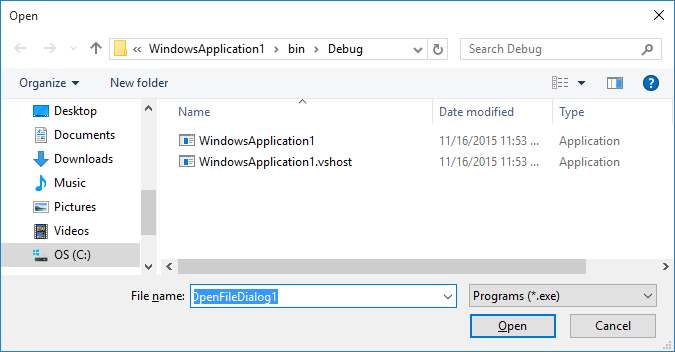 Open
« WindowsApplication1 › bin › Debug
Search Debug
Organize
New folder
Name
Date modified
Type
Desktop
Documents
Downloads
Music
Pictures
Videos
OS (C:)
WindowsApplication1 11/16/2015 11:53 ... Application
WindowsApplication1.vshost 11/16/2015 11:53 ... Application
File name: OpenFileDialog1
Programs (*.exe)
Open
Cancel